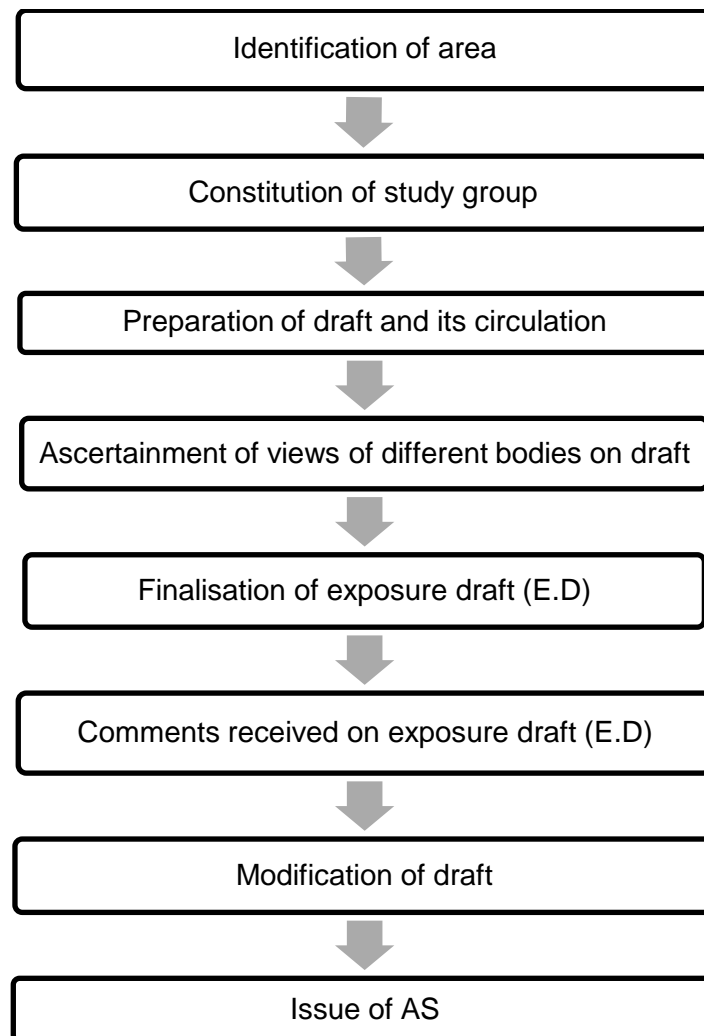 Identification of area
Constitution of study group
Preparation of draft and its circulation
Ascertainment of views of different bodies on draft
Finalisation of exposure draft (E.D)
Comments received on exposure draft (E.D)
Modification of draft
Issue of AS